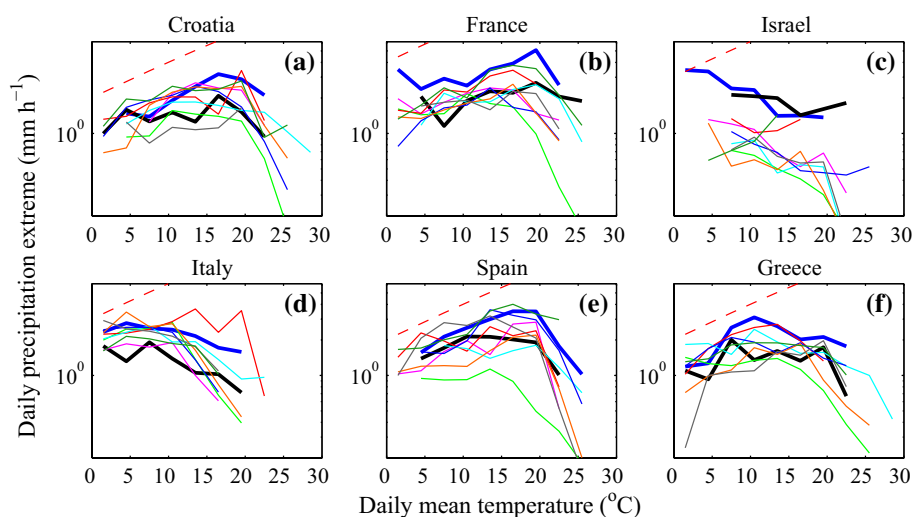 Croatia
France
Israel
(a)
(b)
(c)
10⁰
10⁰
10⁰
0 5 10 15 20 25 30
0 5 10 15 20 25 30
0 5 10 15 20 25 30
Italy
Spain
Greece
(d)
(e)
(f)
10⁰
10⁰
10⁰
0 5 10 15 20 25 30
0 5 10 15 20 25 30
0 5 10 15 20 25 30
Daily precipitation extreme (mm h⁻¹)
Daily mean temperature (°C)